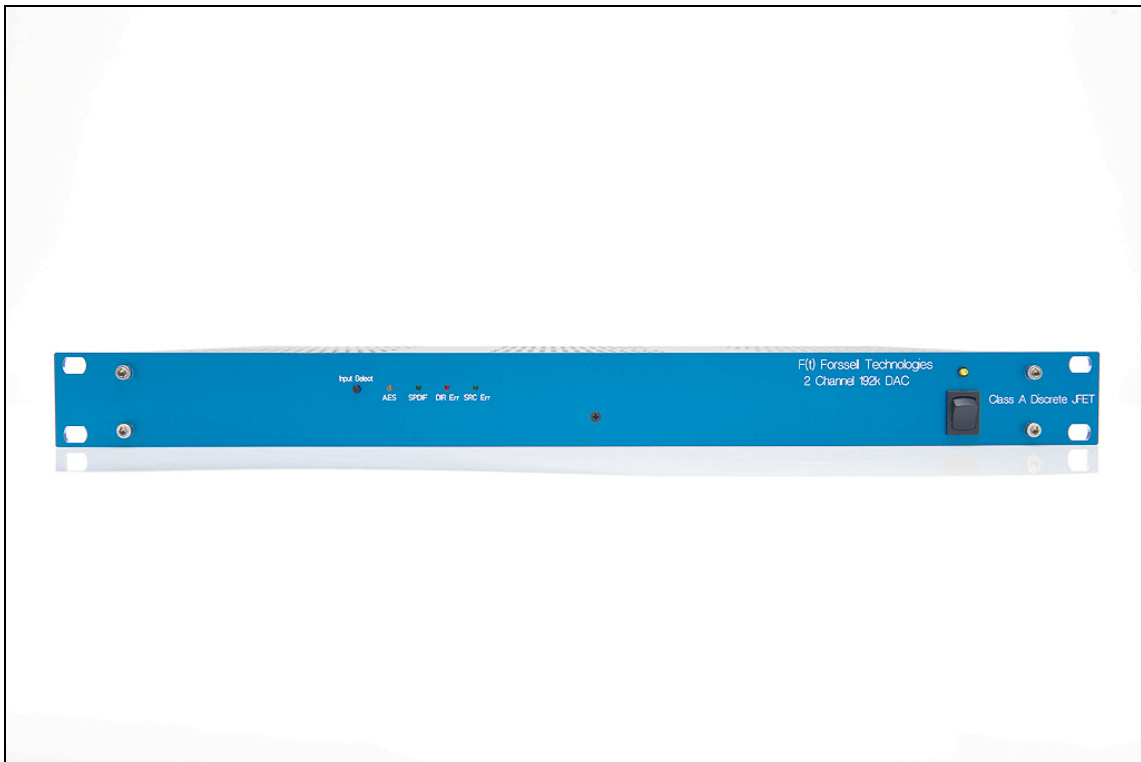 F(t) Forssell Technologies
2 Channel 192k DAC
Input Select
AES SPDIF DIR Err SRC Err
Class A Discrete JFET